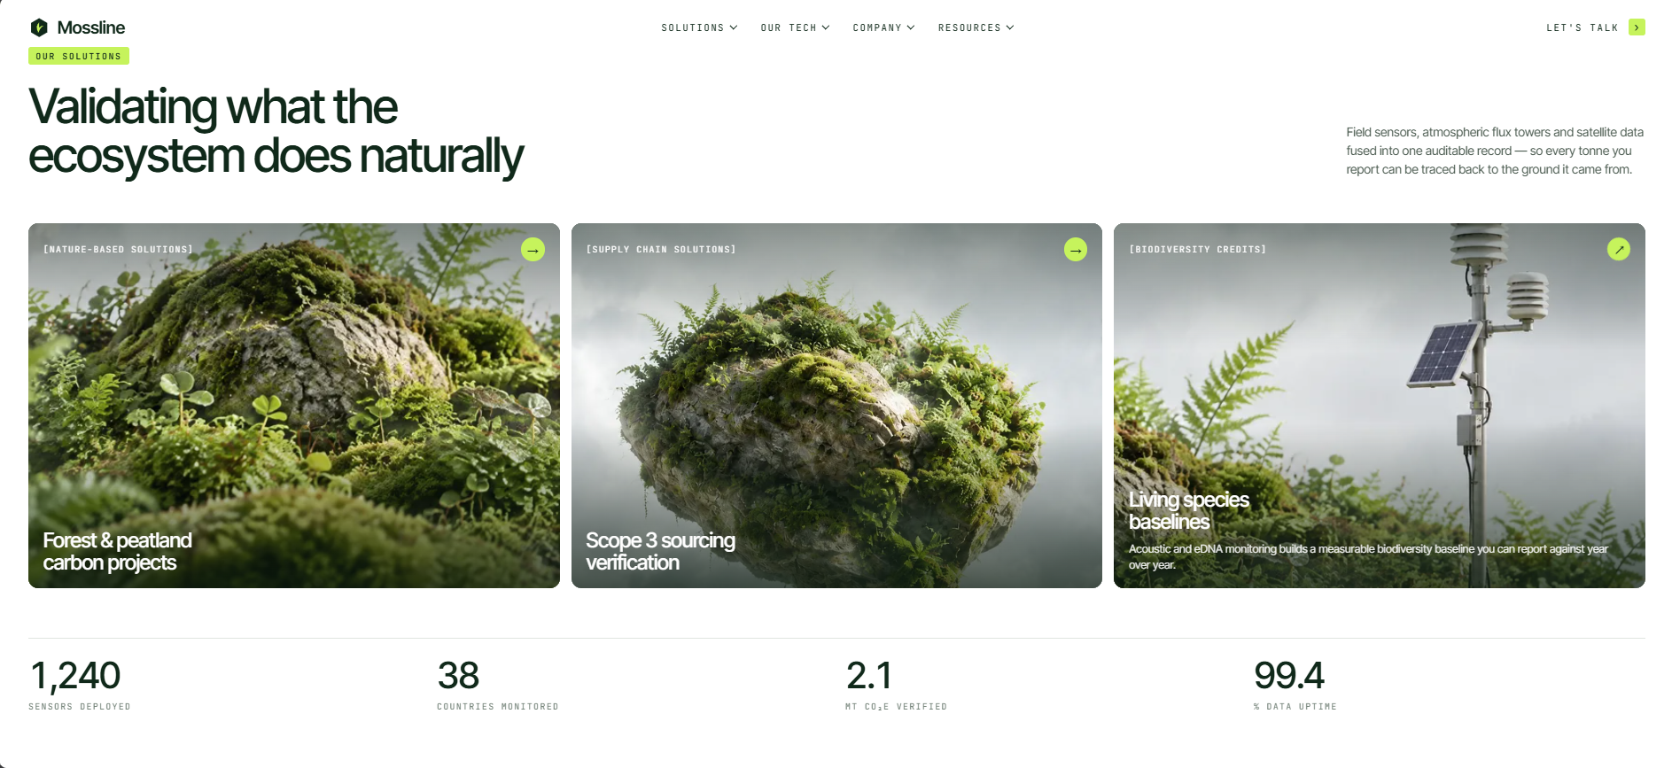 Mossline
SOLUTIONS
OUR TECH
COMPANY
RESOURCES
LET'S TALK
OUR SOLUTIONS
Validating what the
ecosystem does naturally
Field sensors, atmospheric flux towers and satellite data
fused into one auditable record — so every tonne you
report can be traced back to the ground it came from.
[NATURE-BASED SOLUTIONS]
Forest & peatland
carbon projects
[SUPPLY CHAIN SOLUTIONS]
Scope 3 sourcing
verification
[BIODIVERSITY CREDITS]
Living species
baselines
Acoustic and eDNA monitoring builds a measurable biodiversity baseline you can report against year
over year.
1,240
SENSORS DEPLOYED
38
COUNTRIES MONITORED
2.1
MT CO₂E VERIFIED
99.4
% DATA UPTIME